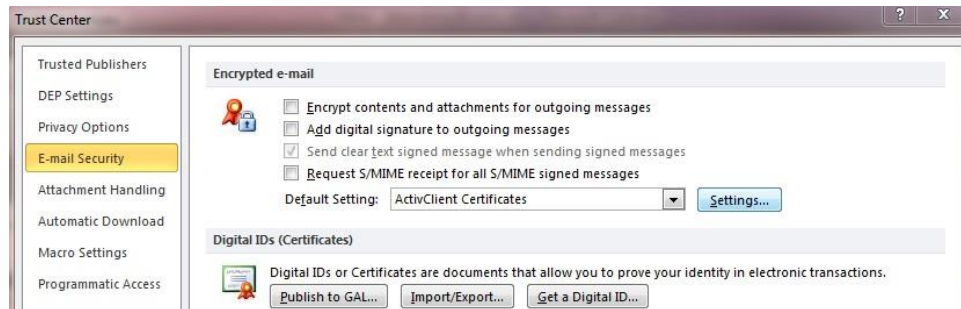 Trust Center
Trusted Publishers
DEP Settings
Privacy Options
E-mail Security
Attachment Handling
Automatic Download
Macro Settings
Programmatic Access
Encrypted e-mail
Encrypt contents and attachments for outgoing messages
Add digital signature to outgoing messages
Send clear text signed message when sending signed messages
Request S/MIME receipt for all S/MIME signed messages
Default Setting: ActivClient Certificates Settings...
Digital IDs (Certificates)
Digital IDs or Certificates are documents that allow you to prove your identity in electronic transactions.
Publish to GAL... Import/Export... Get a Digital ID...